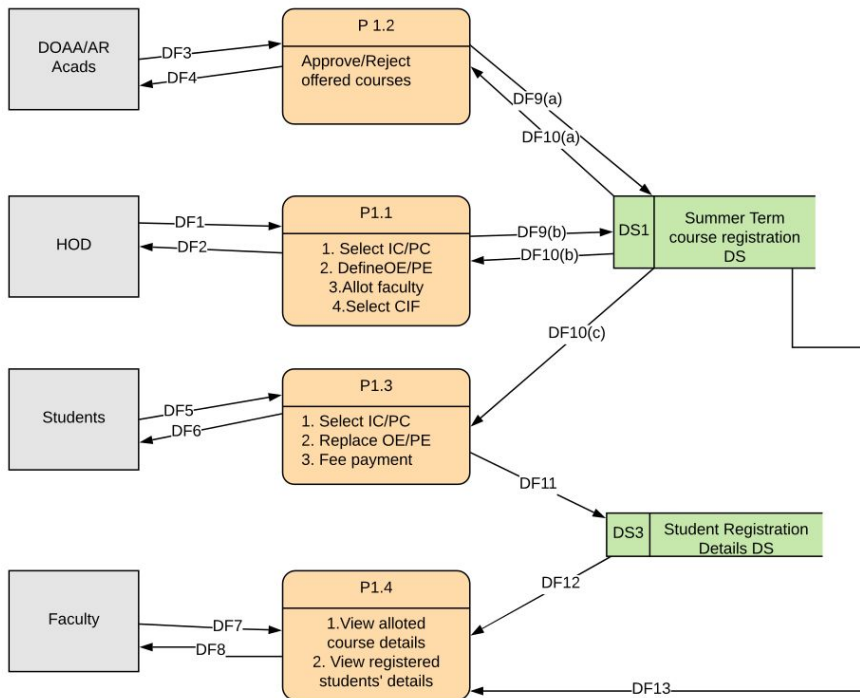 DOAA/AR
Acads
DF3
DF4
P 1.2
Approve/Reject
offered courses
DF9(a)
DF10(a)
HOD
DF1
DF2
P1.1
1. Select IC/PC
2. DefineOE/PE
3.Allot faculty
4.Select CIF
DF9(b)
DF10(b)
DS1
Summer Term
course registration
DS
DF10(c)
Students
DF5
DF6
P1.3
1. Select IC/PC
2. Replace OE/PE
3. Fee payment
DF11
DS3
Student Registration
Details DS
DF12
Faculty
DF7
DF8
P1.4
1.View alloted
course details
2. View registered
students' details
DF13